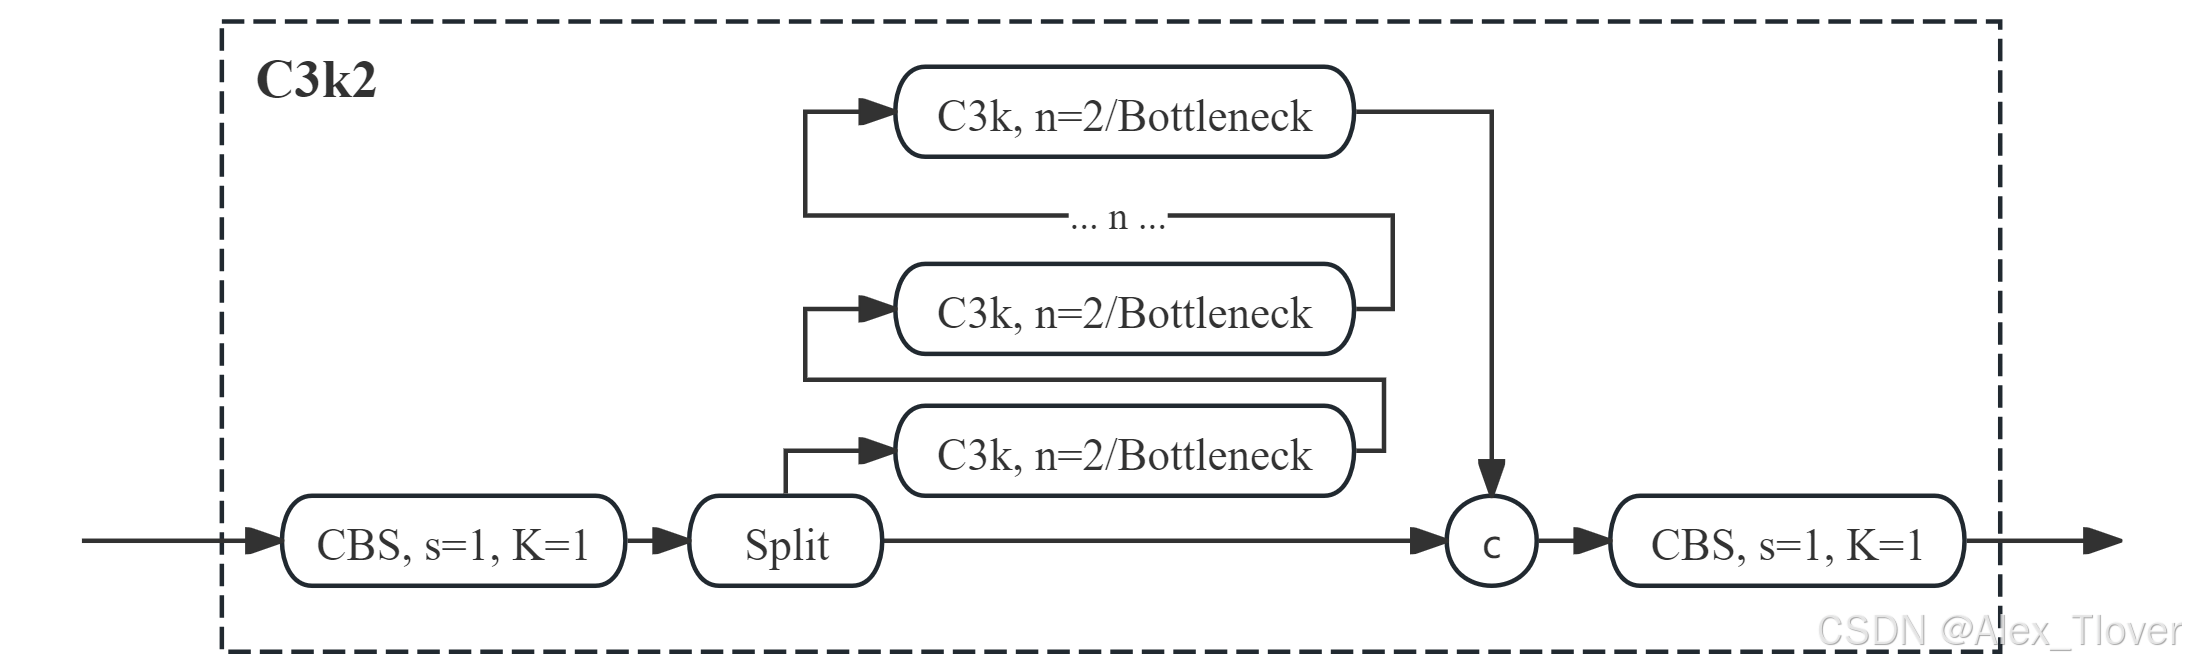 C3k2
C3k, n=2/Bottleneck
... n ...
C3k, n=2/Bottleneck
C3k, n=2/Bottleneck
CBS, s=1, K=1
Split
c
CBS, s=1, K=1
CSDN @Alex_Tlover